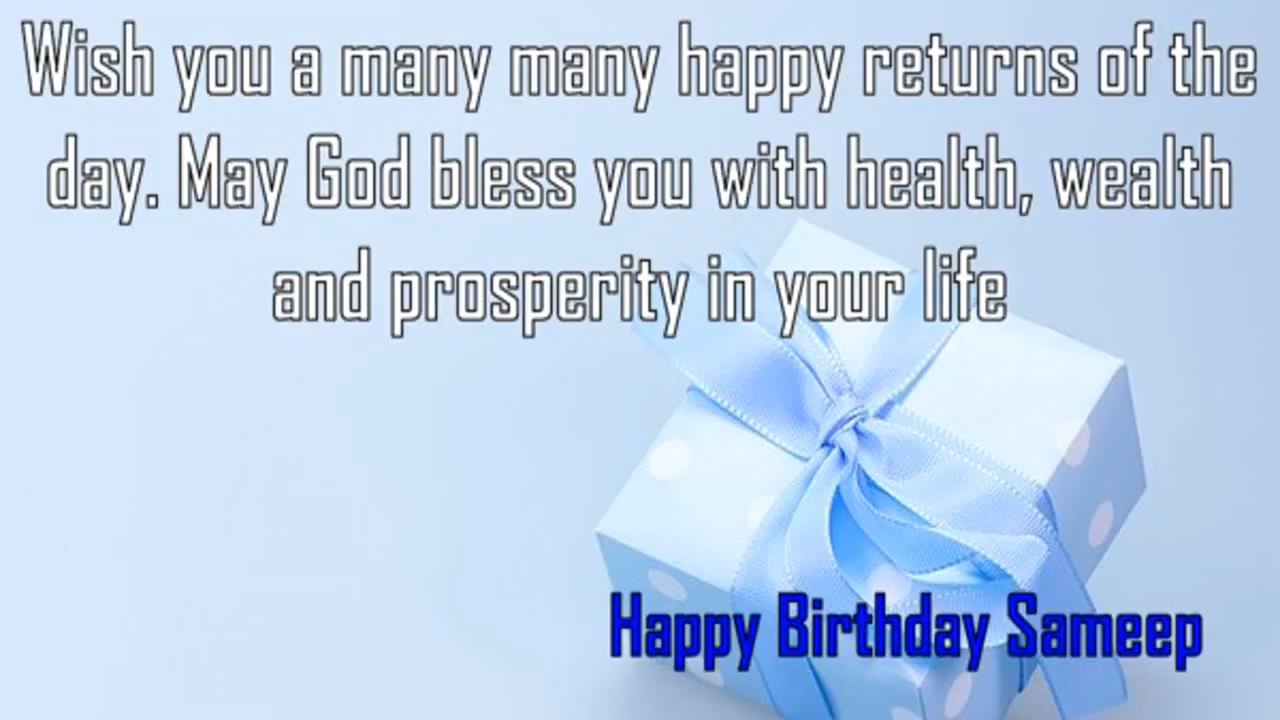 Wish you a many many happy returns of the
day. May God bless you with health, wealth
and prosperity in your life
Happy Birthday Sameep